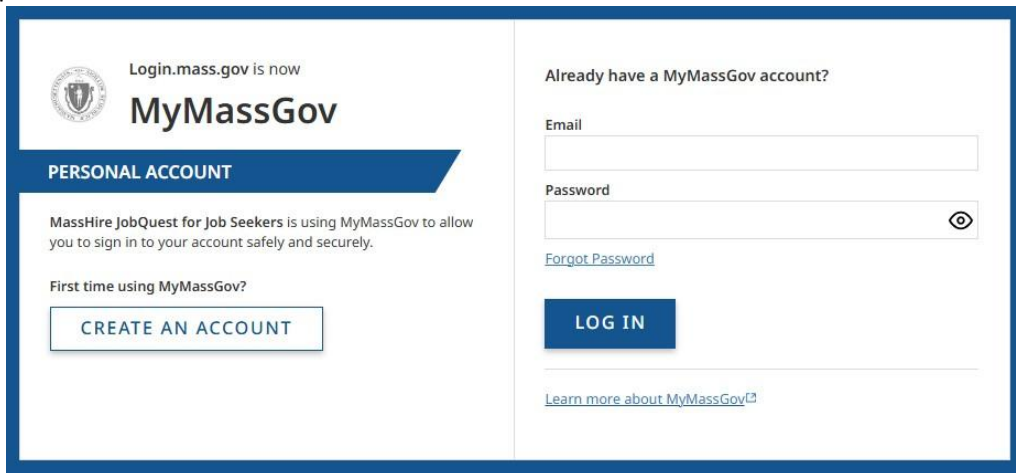 Login.mass.gov is now
MyMassGov
PERSONAL ACCOUNT
MassHire JobQuest for Job Seekers is using MyMassGov to allow
you to sign in to your account safely and securely.
First time using MyMassGov?
CREATE AN ACCOUNT
Already have a MyMassGov account?
Email
Password
Forgot Password
LOG IN
Learn more about MyMassGov